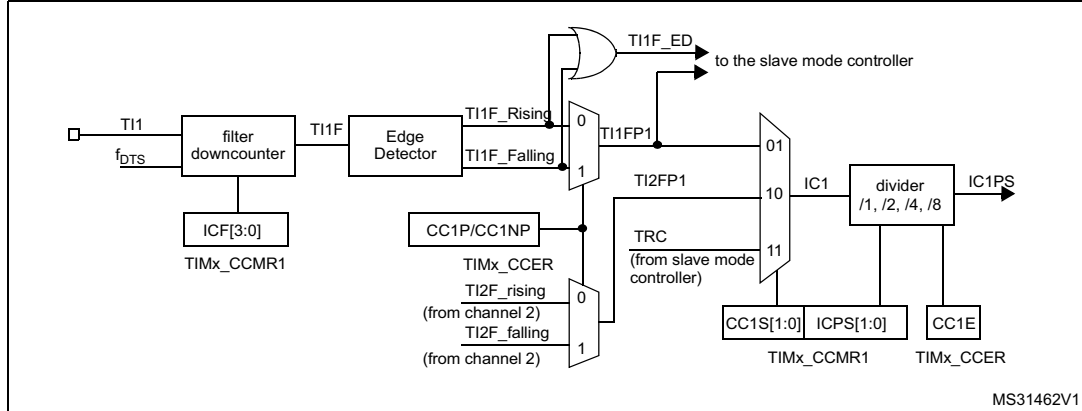 TI1F_ED
to the slave mode controller
TI1
f_DTS
filter
downcounter
TI1F
Edge
Detector
TI1F_Rising
TI1F_Falling
0
1
TI1FP1
01
TI2FP1
10
IC1
divider
/1, /2, /4, /8
IC1PS
ICF[3:0]
TIMx_CCMR1
CC1P/CC1NP
TIMx_CCER
TRC
(from slave mode
controller)
11
TI2F_rising
(from channel 2)
TI2F_falling
(from channel 2)
0
1
CC1S[1:0]
ICPS[1:0]
CC1E
TIMx_CCMR1
TIMx_CCER
MS31462V1